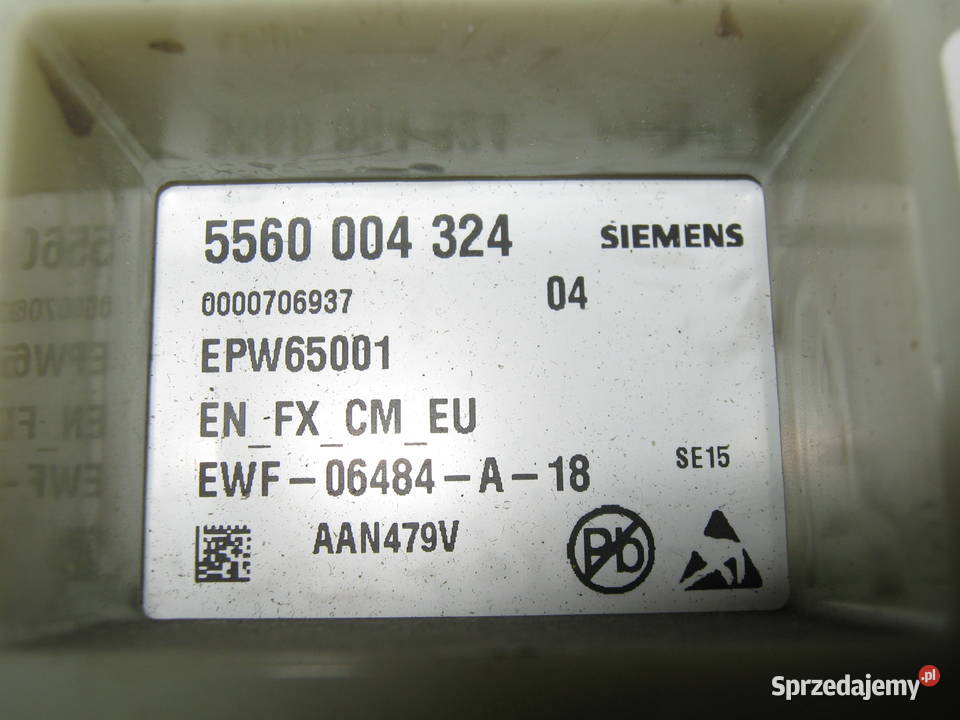 5560 004 324 SIEMENS
0000706937 04
EPW65001
EN_FX_CM_EU
EWF-06484-A-18 SE15
AAN479V Pb
Sprzedajemy.pl